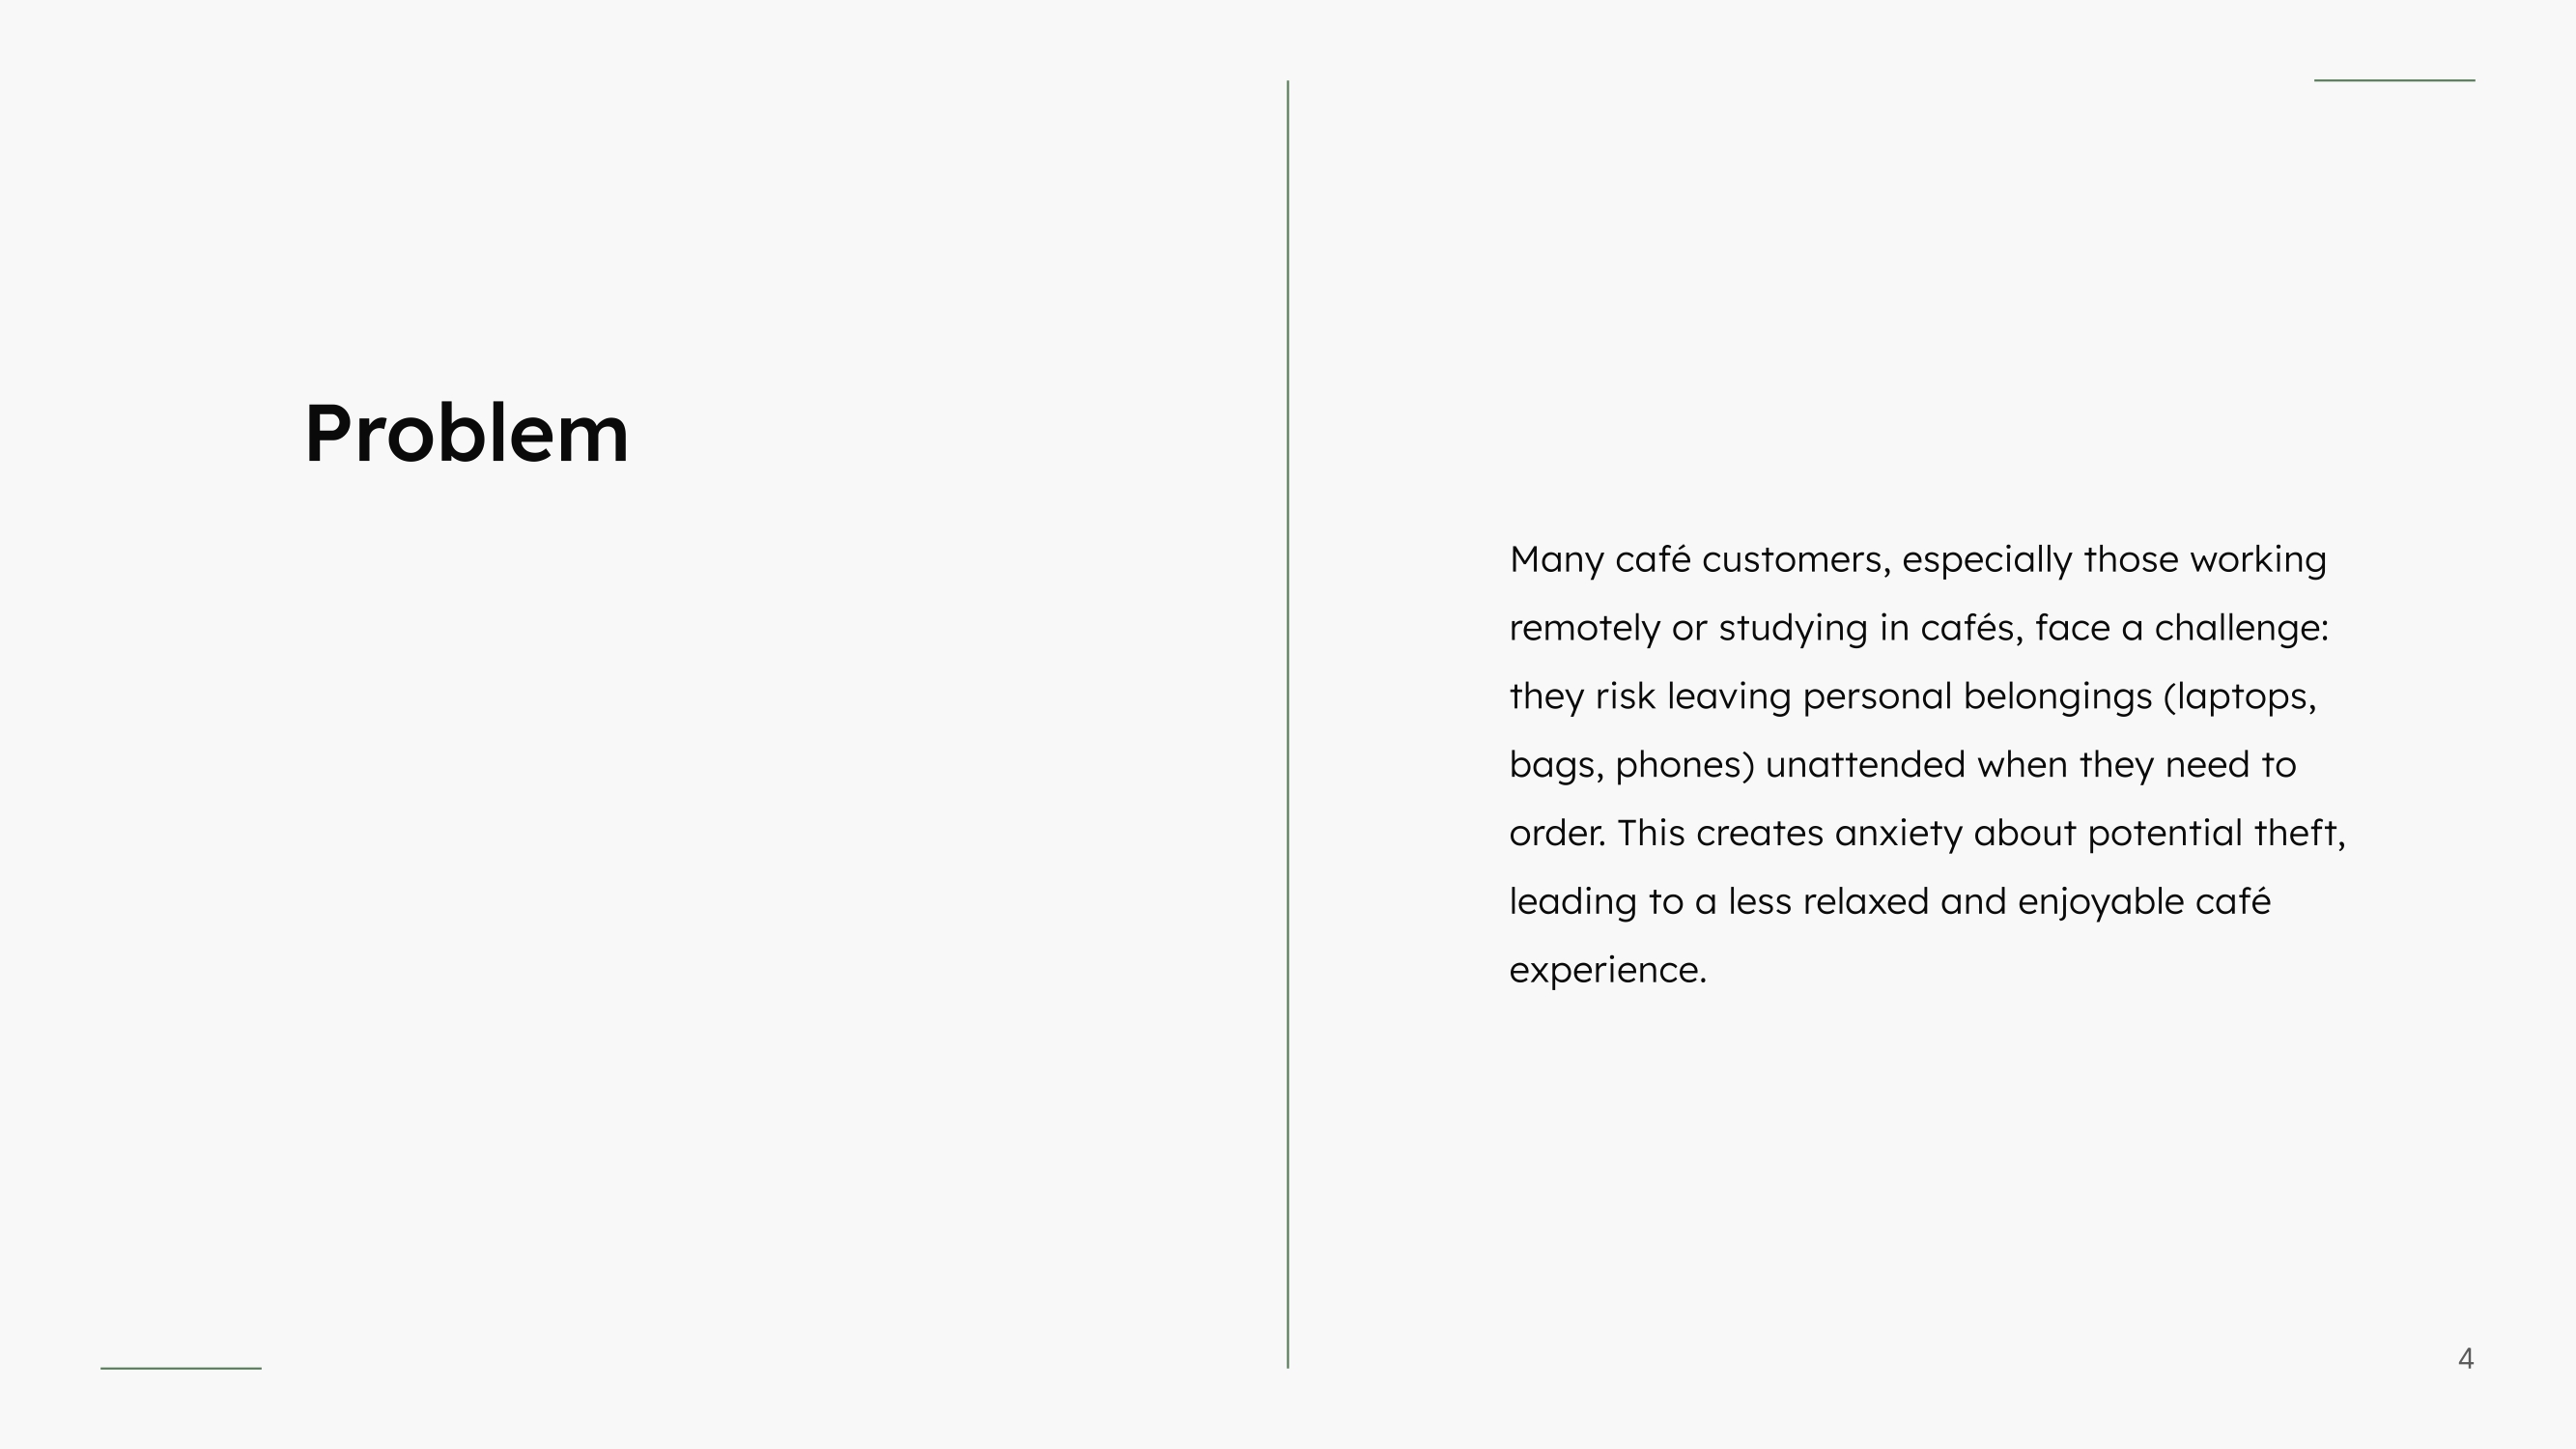 Problem
Many café customers, especially those working
remotely or studying in cafés, face a challenge:
they risk leaving personal belongings (laptops,
bags, phones) unattended when they need to
order. This creates anxiety about potential theft,
leading to a less relaxed and enjoyable café
experience.
4